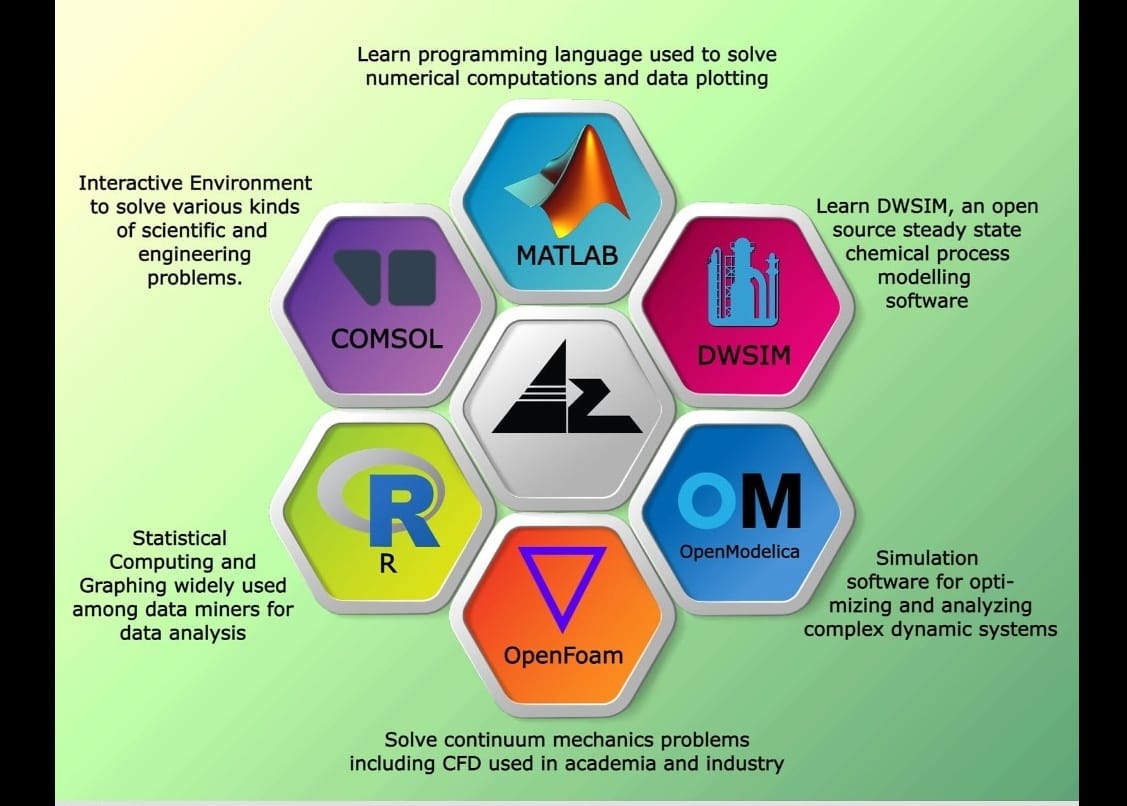 Learn programming language used to solve
numerical computations and data plotting
MATLAB
Interactive Environment
to solve various kinds
of scientific and
engineering
problems.
COMSOL
Learn DWSIM, an open
source steady state
chemical process
modelling
software
DWSIM
R
R
Statistical
Computing and
Graphing widely used
among data miners for
data analysis
OM
OpenModelica
Simulation
software for opti-
mizing and analyzing
complex dynamic systems
OpenFoam
Solve continuum mechanics problems
including CFD used in academia and industry